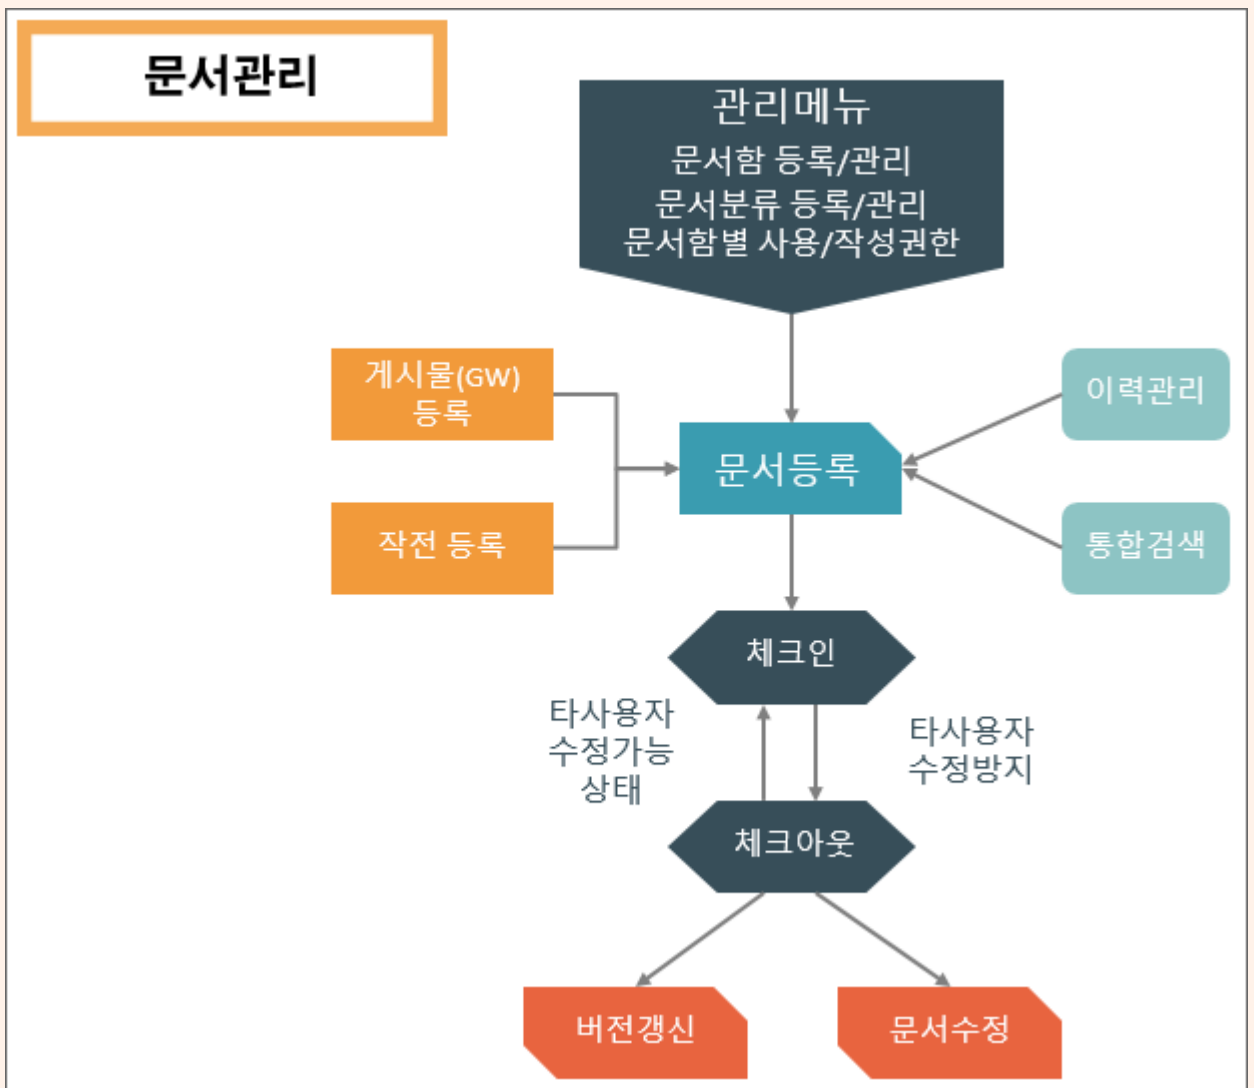 문서관리
관리메뉴
문서함 등록/관리
문서분류 등록/관리
문서함별 사용/작성권한
게시물(GW)
등록
이력관리
문서등록
작전 등록
통합검색
체크인
타사용자
수정가능
상태
타사용자
수정방지
체크아웃
버전갱신
문서수정